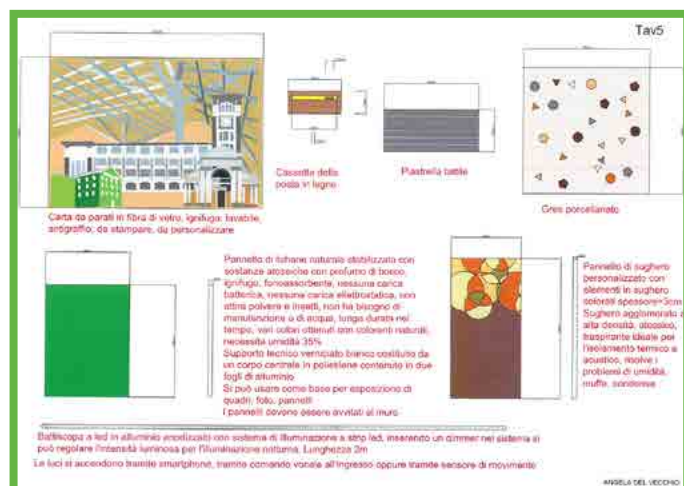 Tav5
Cassetta della
posta in legno
Piastrella tattile
Gres porcellanato
Carta da parati in fibra di vetro, ignifugo, lavabile,
antigraffio, da stampare, da personalizzare
Pannello di lichene naturale stabilizzato con
sostanze atossiche con profumo di bosco,
ignifugo, fonoassorbente, nessuna carica
batterica, nessuna carica elettrostatica, non
attira polvere e insetti, non ha bisogno di
manutenzione o di acqua, lunga durata nel
tempo, vari colori ottenuti con coloranti naturali,
necessita umidità 35%
Supporto tecnico verniciato bianco costituito da
un corpo centrale in polietilene contenuto in due
fogli di alluminio
Si può usare come base per esposizione di
quadri, foto, pannelli
I pannelli devono essere avvitati al muro
Pannello di sughero
personalizzato con
elementi in sughero
colorati spessore=3cm
Sughero agglomerato a
alta densità, atossico,
traspirante ideale per
l'isolamento termico e
acustico, risolve i
problemi di umidità,
muffa, condensa
Battiscopa a led in alluminio anodizzato con sistema di illuminazione a strip led, inserendo un dimmer nel sistema si
può regolare l'intensità luminosa per l'illuminazione notturna. Lunghezza 2m
Le luci si accendono tramite smartphone, tramite comando vocale all'ingresso oppure tramite sensore di movimento
ANGELA DEL VECCHIO